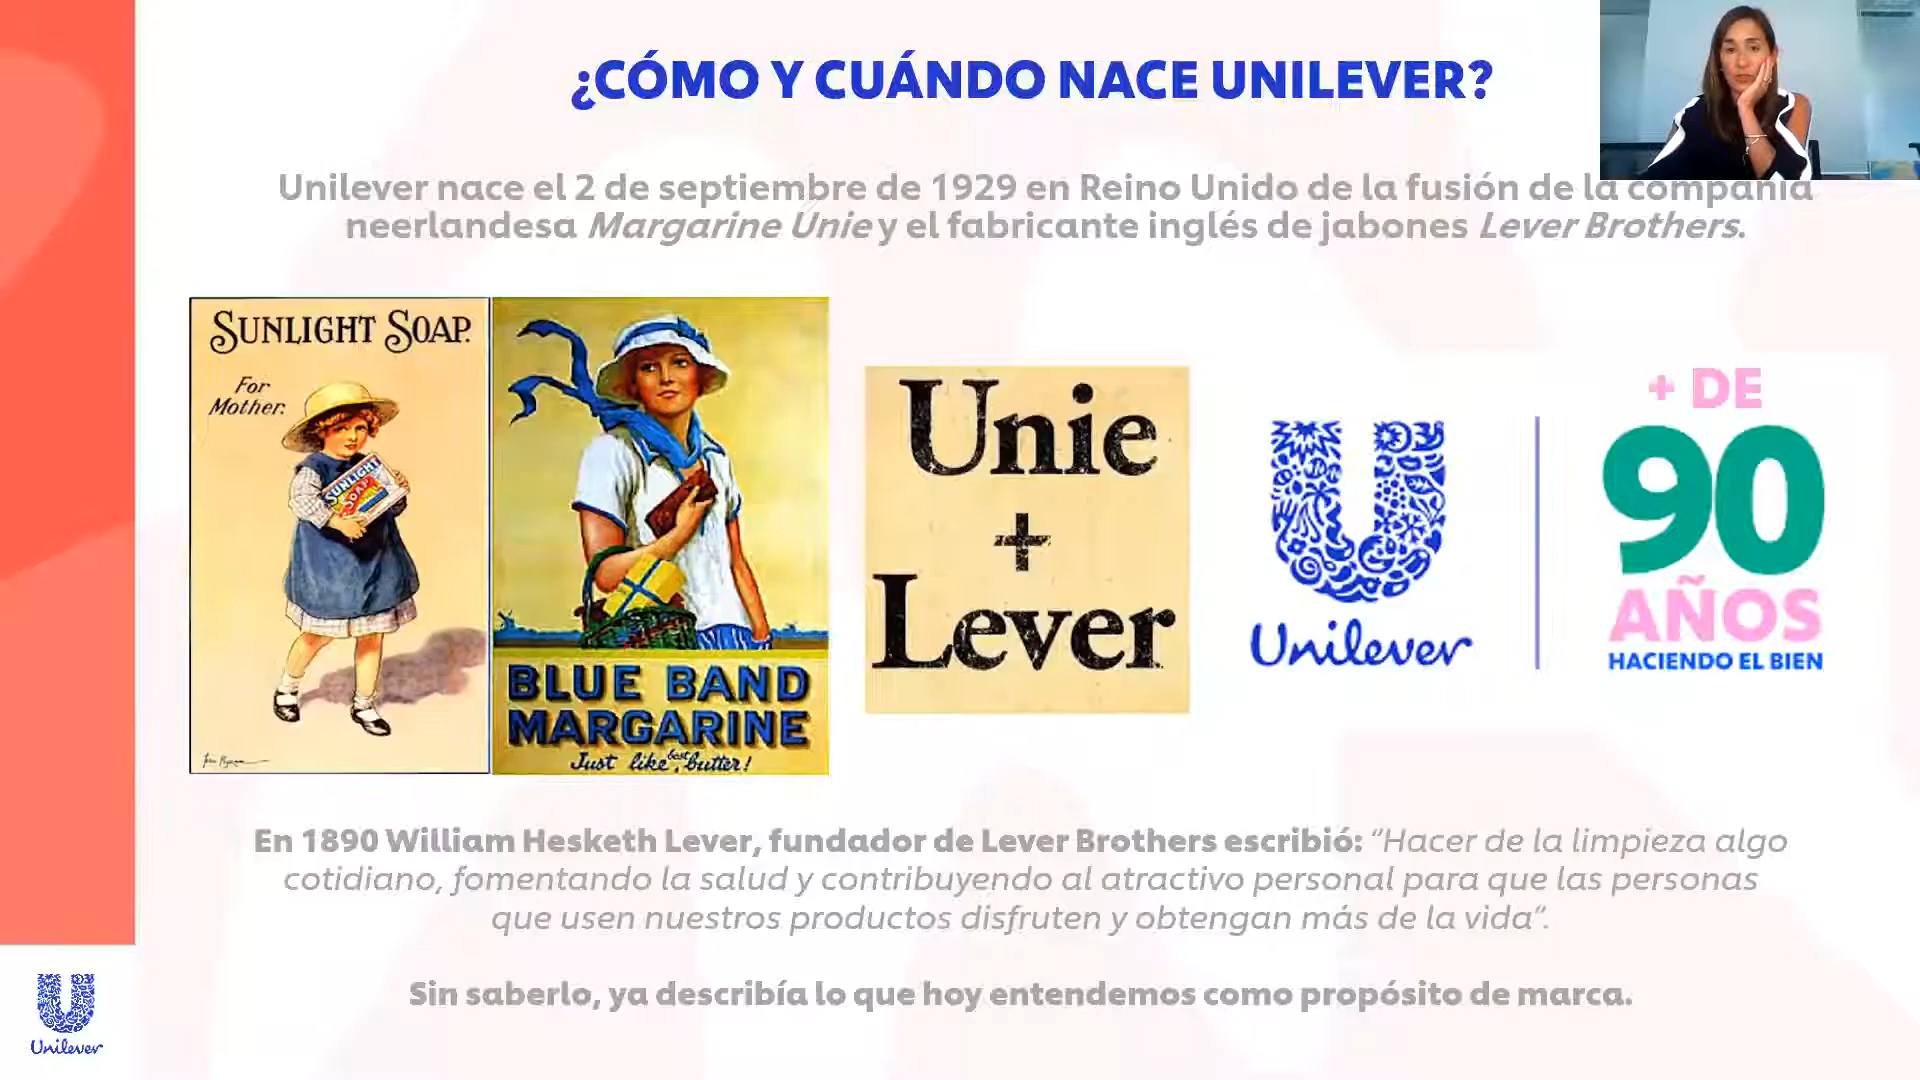 ¿CÓMO Y CUÁNDO NACE UNILEVER?
Unilever nace el 2 de septiembre de 1929 en Reino Unido de la fusión de la compañía
neerlandesa Margarine Unie y el fabricante inglés de jabones Lever Brothers.
SUNLIGHT SOAP.
For
Mother.
SUNLIGHT
SOAP
BLUE BAND
MARGARINE
Just like best butter!
Unie
+
Lever
Unilever
+ DE
90
AÑOS
HACIENDO EL BIEN
En 1890 William Hesketh Lever, fundador de Lever Brothers escribió: “Hacer de la limpieza algo
cotidiano, fomentando la salud y contribuyendo al atractivo personal para que las personas
que usen nuestros productos disfruten y obtengan más de la vida”.
Sin saberlo, ya describía lo que hoy entendemos como propósito de marca.
Unilever